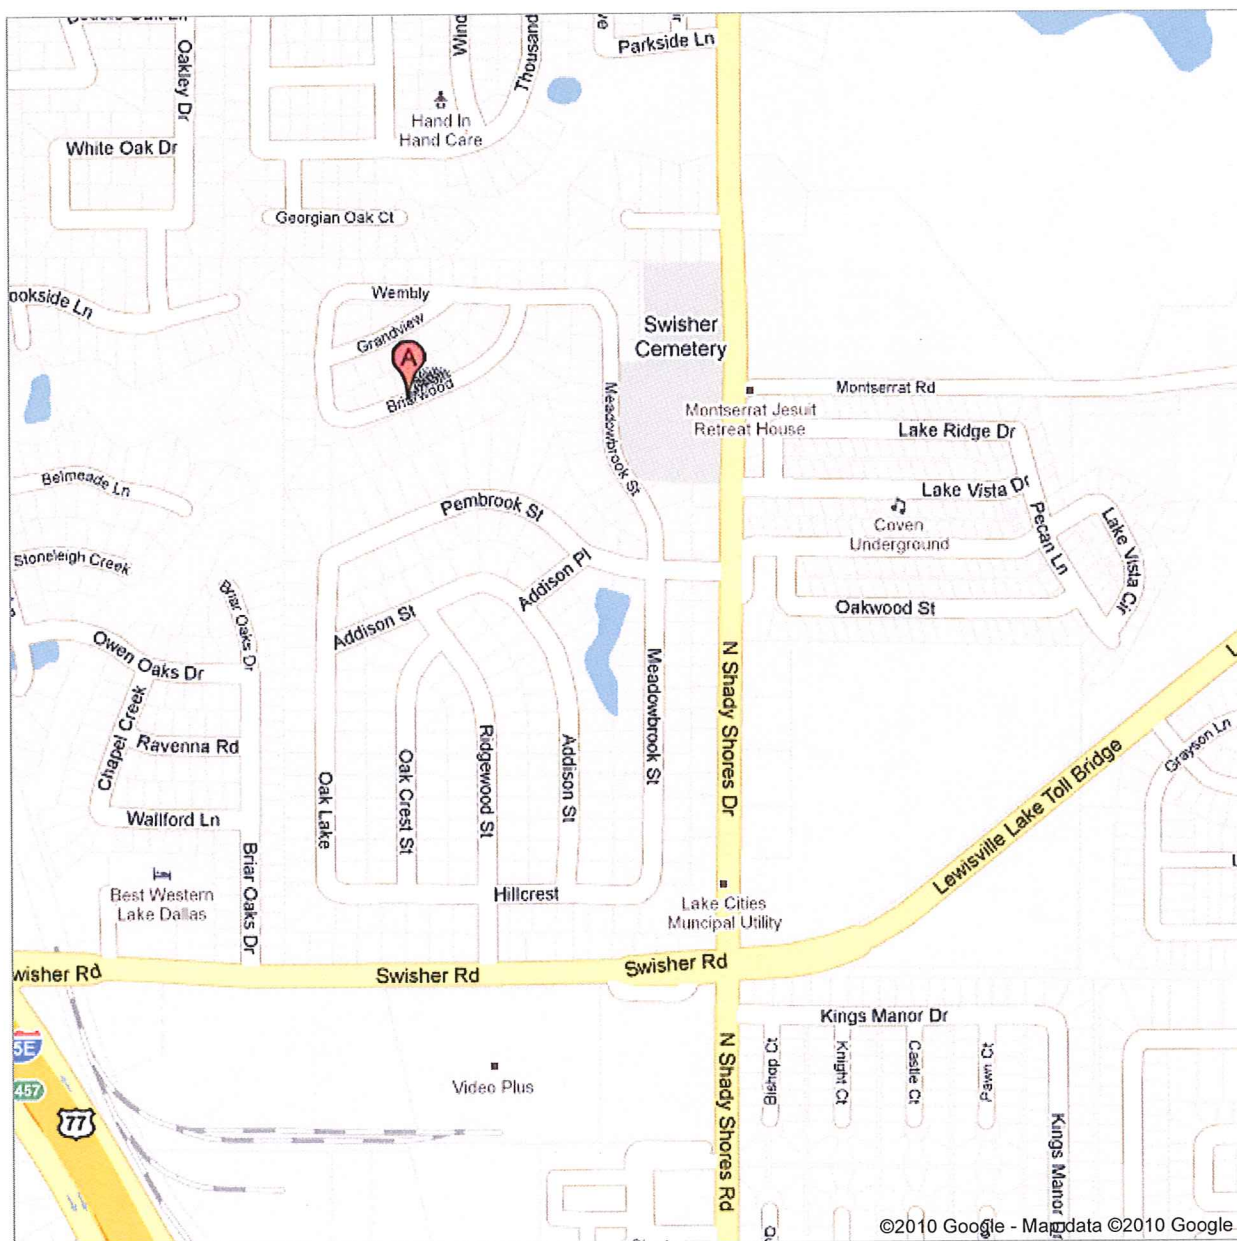 Oakley Dr
Wind
Thousand
Parkside Ln
Hand In
Hand Care
White Oak Dr
Georgian Oak Ct
ookside Ln
Wembly
Grandview
A
Briarwood
Swisher
Cemetery
Meadowbrook St
Montserrat Rd
Montserrat Jesuit
Retreat House
Lake Ridge Dr
Lake Vista Dr
Belmeade Ln
Pembrook St
Coven
Underground
Pecan Ln
Lake Vista Cir
Stoneleigh Creek
Addison Pl
Addison St
Briar Oaks Dr
Oakwood St
Owen Oaks Dr
Chapel Creek
Ravenna Rd
Meadowbrook St
N Shady Shores Dr
Oak Lake
Oak Crest St
Ridgewood St
Addison St
Grayson Ln
Lewisville Lake Toll Bridge
Wallford Ln
Briar Oaks Dr
Best Western
Lake Dallas
Hillcrest
Lake Cities
Muncipal Utility
wisher Rd
Swisher Rd
Swisher Rd
Kings Manor Dr
5E
457
77
Video Plus
Bishop Ct
Knight Ct
Castle Ct
Pawn Ct
N Shady Shores Rd
Kings Manor Dr
©2010 Google - Map data ©2010 Google